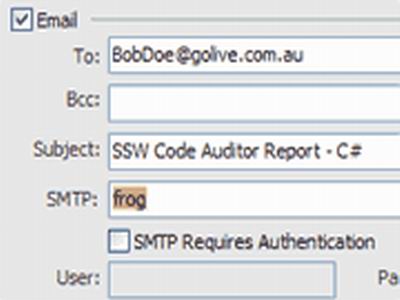 Email
To: BobDoe@golive.com.au
Bcc:
Subject: SSW Code Auditor Report - C#
SMTP: frog
SMTP Requires Authentication
User: Pa